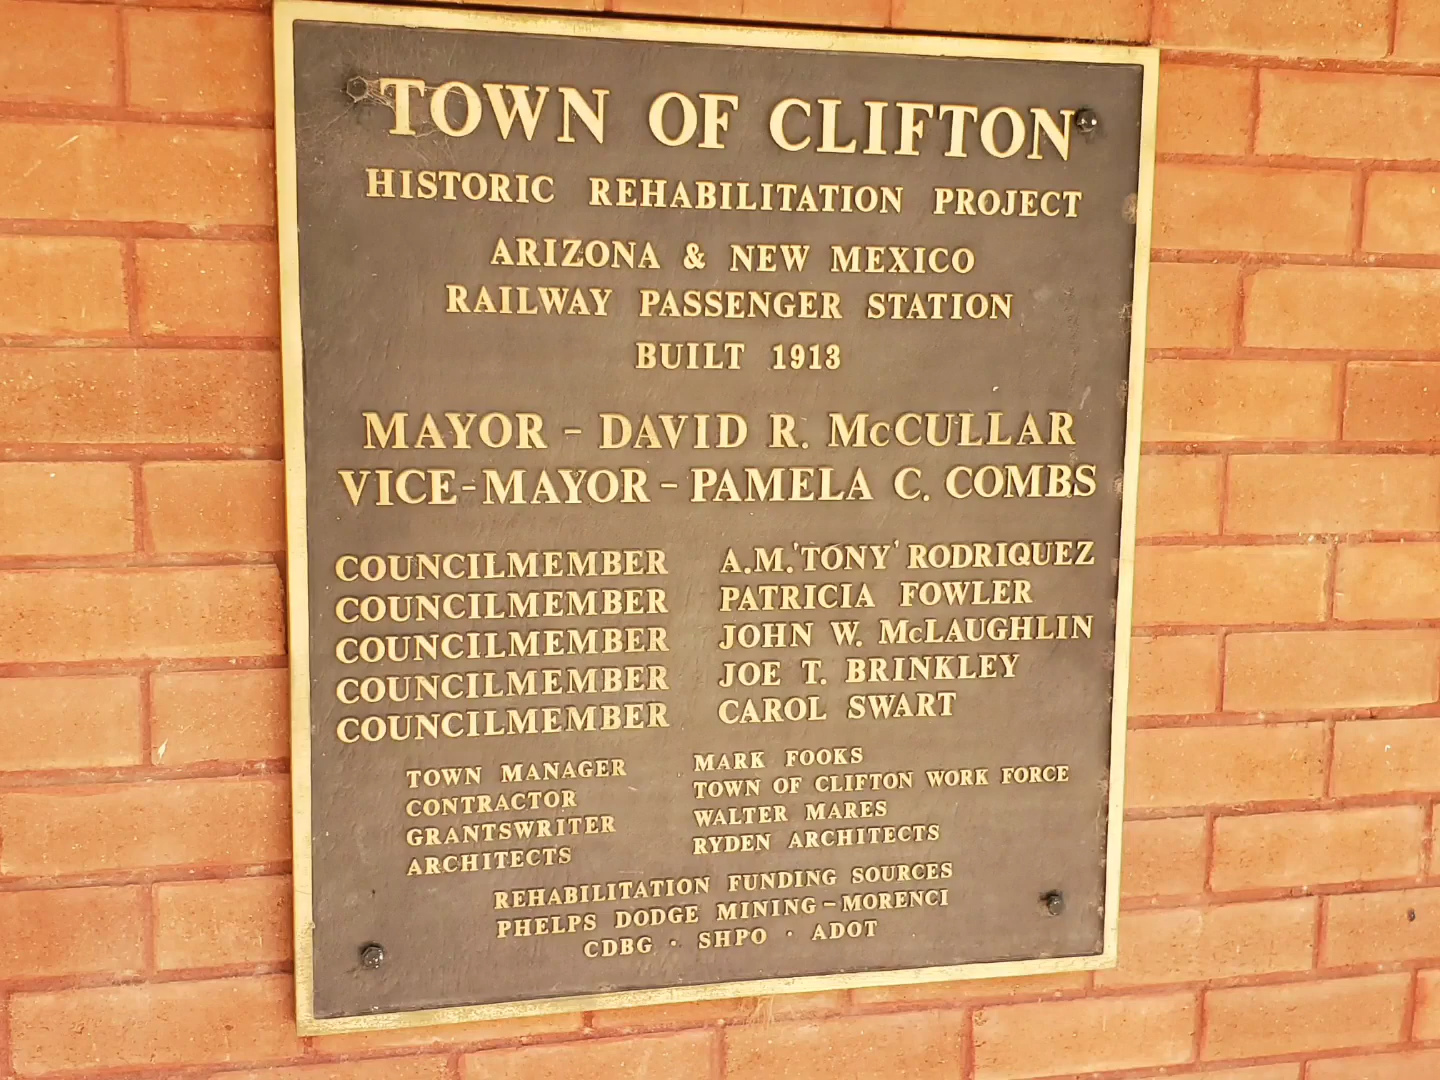 TOWN OF CLIFTON
HISTORIC REHABILITATION PROJECT
ARIZONA & NEW MEXICO
RAILWAY PASSENGER STATION
BUILT 1913
MAYOR - DAVID R. McCULLAR
VICE-MAYOR - PAMELA C. COMBS
COUNCILMEMBER A.M. 'TONY' RODRIQUEZ
COUNCILMEMBER PATRICIA FOWLER
COUNCILMEMBER JOHN W. McLAUGHLIN
COUNCILMEMBER JOE T. BRINKLEY
COUNCILMEMBER CAROL SWART
TOWN MANAGER MARK FOOKS
CONTRACTOR TOWN OF CLIFTON WORK FORCE
GRANTSWRITER WALTER MARES
ARCHITECTS RYDEN ARCHITECTS
REHABILITATION FUNDING SOURCES
PHELPS DODGE MINING - MORENCI
CDBG · SHPO · ADOT